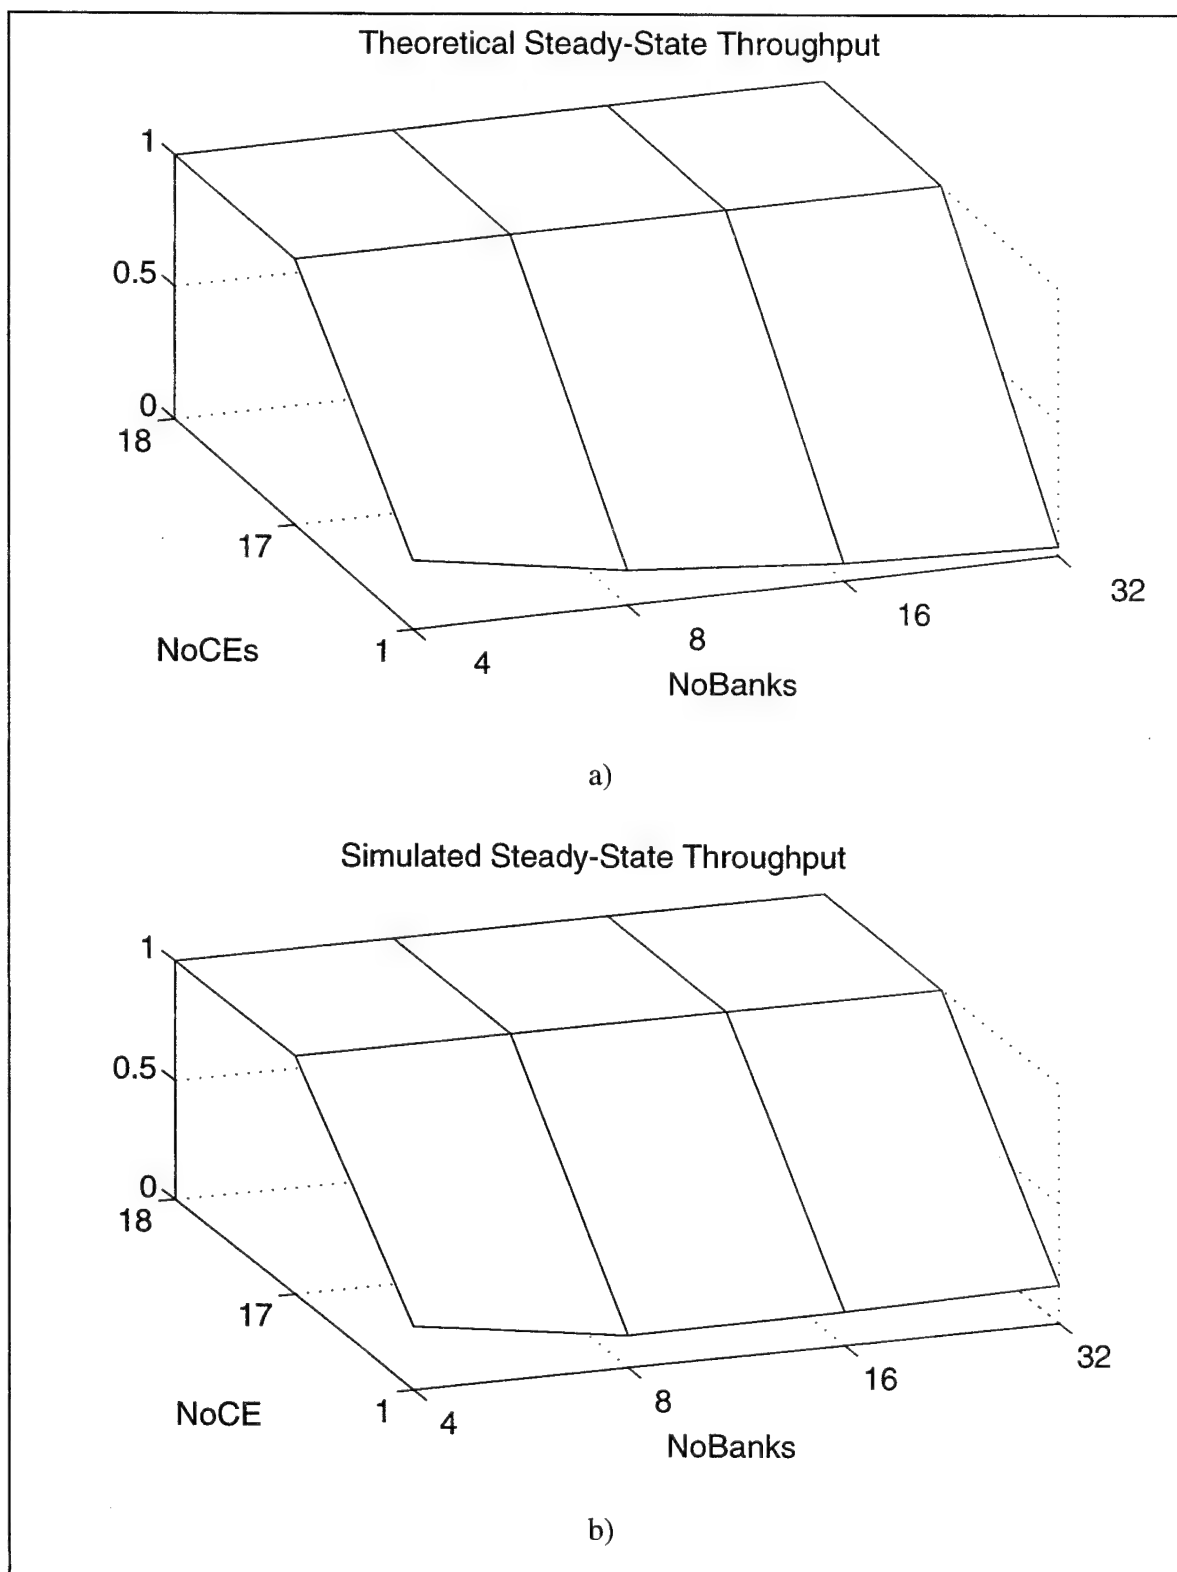 Theoretical Steady-State Throughput
1
0.5
0
18
17
1
NoCEs
4
8
16
32
NoBanks
a)
Simulated Steady-State Throughput
1
0.5
0
18
17
1
NoCE
4
8
16
32
NoBanks
b)